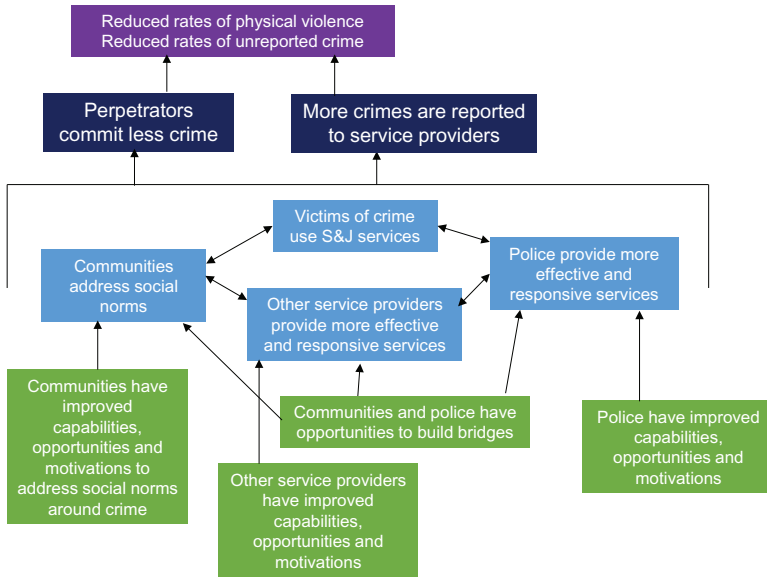 Reduced rates of physical violence
Reduced rates of unreported crime
Perpetrators
commit less crime
More crimes are reported
to service providers
Victims of crime
use S&J services
Communities
address social
norms
Police provide more
effective and
responsive services
Other service providers
provide more effective
and responsive services
Communities have
improved
capabilities,
opportunities and
motivations to
address social norms
around crime
Communities and police have
opportunities to build bridges
Police have improved
capabilities,
opportunities and
motivations
Other service providers
have improved
capabilities,
opportunities and
motivations